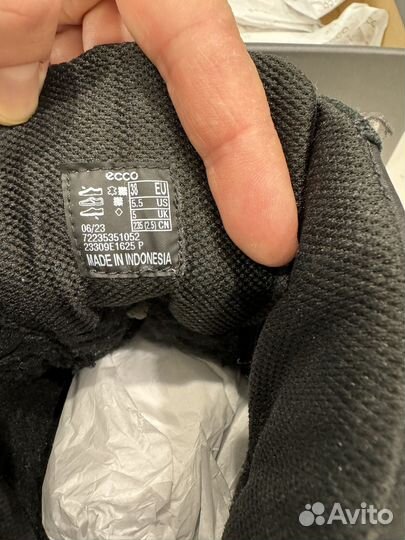 ecco
38 EU
5.5 US
5 UK
235 (2.5) CN
06/23
72235351052
23309E1625 P
MADE IN INDONESIA
Avito